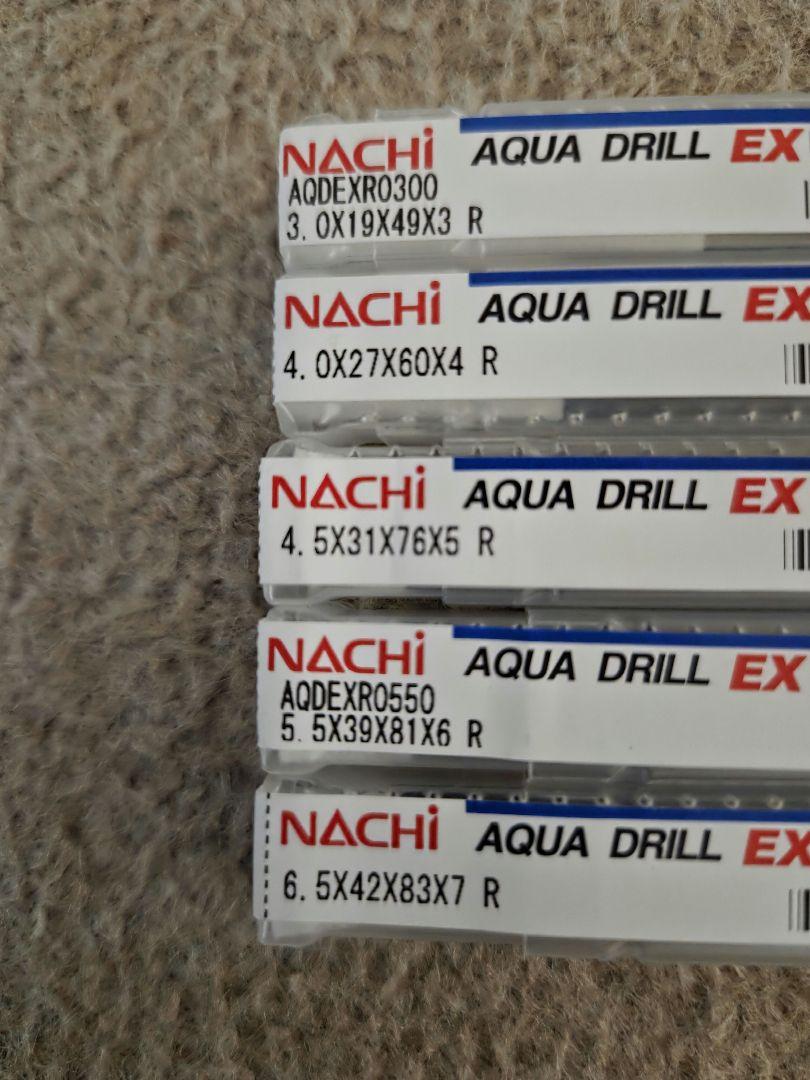 NACHi AQUA DRILL EX
AQDEXR0300
3.0X19X49X3 R
NACHi AQUA DRILL EX
4.0X27X60X4 R
NACHi AQUA DRILL EX
4.5X31X76X5 R
NACHi AQUA DRILL EX
AQDEXR0550
5.5X39X81X6 R
NACHi AQUA DRILL EX
6.5X42X83X7 R